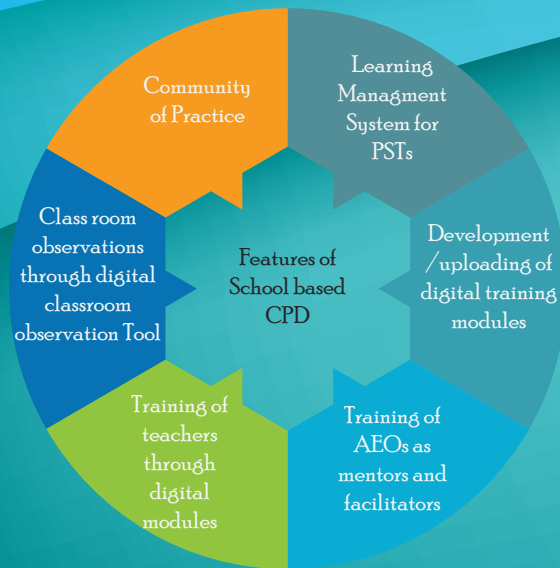 Community
of Practice
Learning
Managment
System for
PSTs
Class room
observations
through digital
classroom
observation Tool
Features of
School based
CPD
Development
/uploading of
digital training
modules
Training of
teachers
through
digital
modules
Training of
AEOs as
mentors and
facilitators